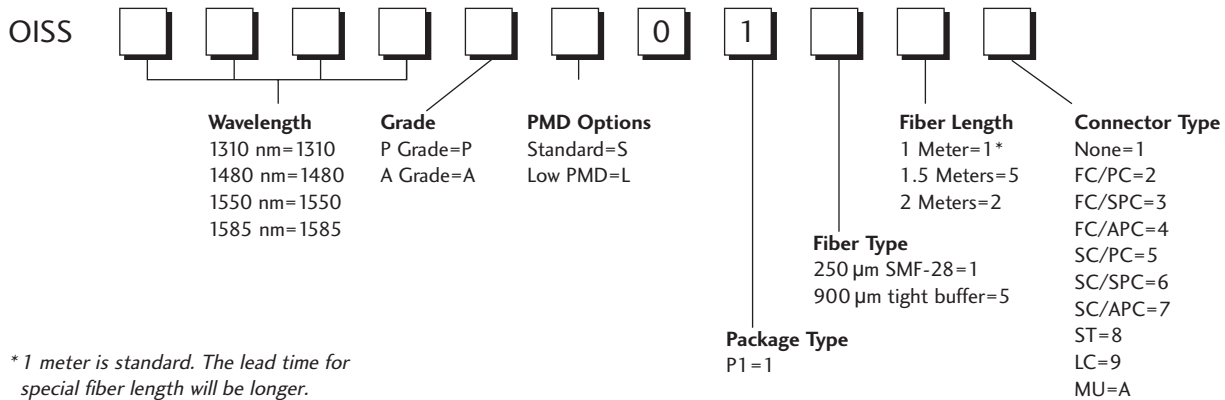 OISS 0 1
Wavelength
1310 nm=1310
1480 nm=1480
1550 nm=1550
1585 nm=1585
Grade
P Grade=P
A Grade=A
PMD Options
Standard=S
Low PMD=L
Package Type
P1=1
Fiber Type
250 µm SMF-28=1
900 µm tight buffer=5
Fiber Length
1 Meter=1*
1.5 Meters=5
2 Meters=2
Connector Type
None=1
FC/PC=2
FC/SPC=3
FC/APC=4
SC/PC=5
SC/SPC=6
SC/APC=7
ST=8
LC=9
MU=A
* 1 meter is standard. The lead time for
special fiber length will be longer.